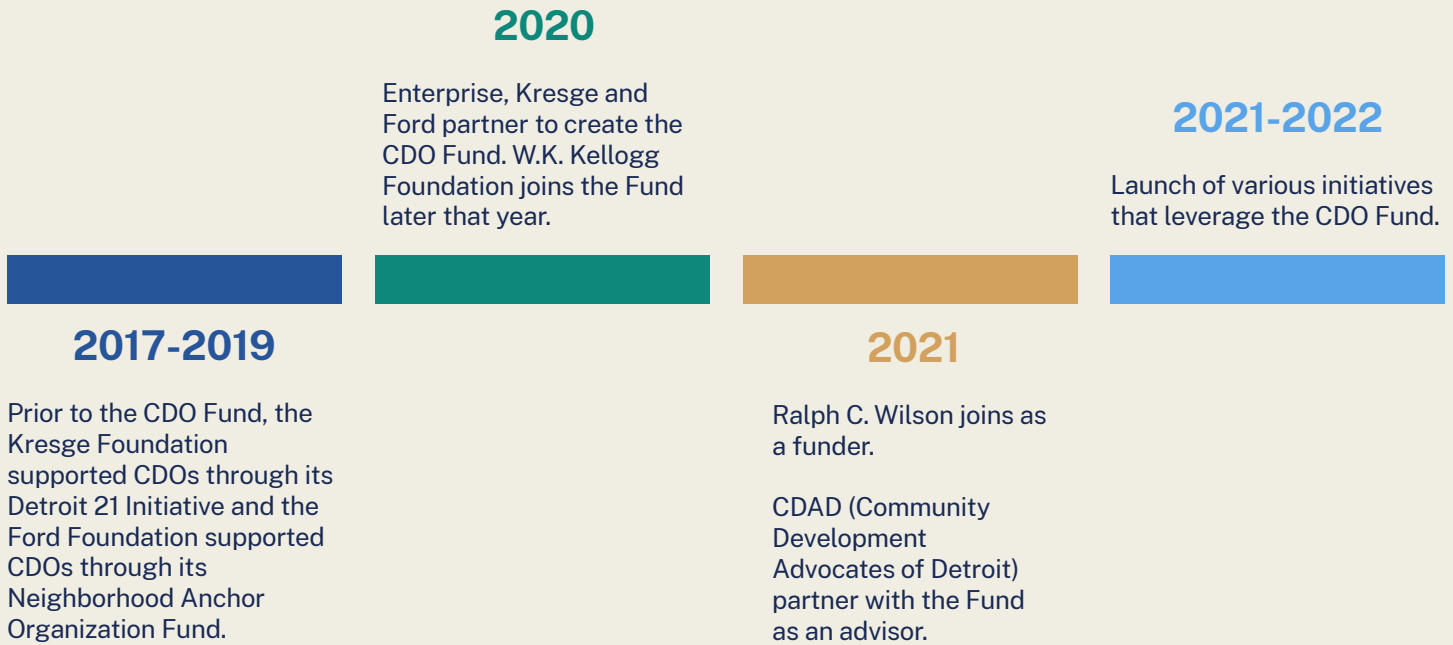 2020
Enterprise, Kresge and
Ford partner to create the
CDO Fund. W.K. Kellogg
Foundation joins the Fund
later that year.
2021-2022
Launch of various initiatives
that leverage the CDO Fund.
2017-2019
Prior to the CDO Fund, the
Kresge Foundation
supported CDOs through its
Detroit 21 Initiative and the
Ford Foundation supported
CDOs through its
Neighborhood Anchor
Organization Fund.
2021
Ralph C. Wilson joins as
a funder.
CDAD (Community
Development
Advocates of Detroit)
partner with the Fund
as an advisor.